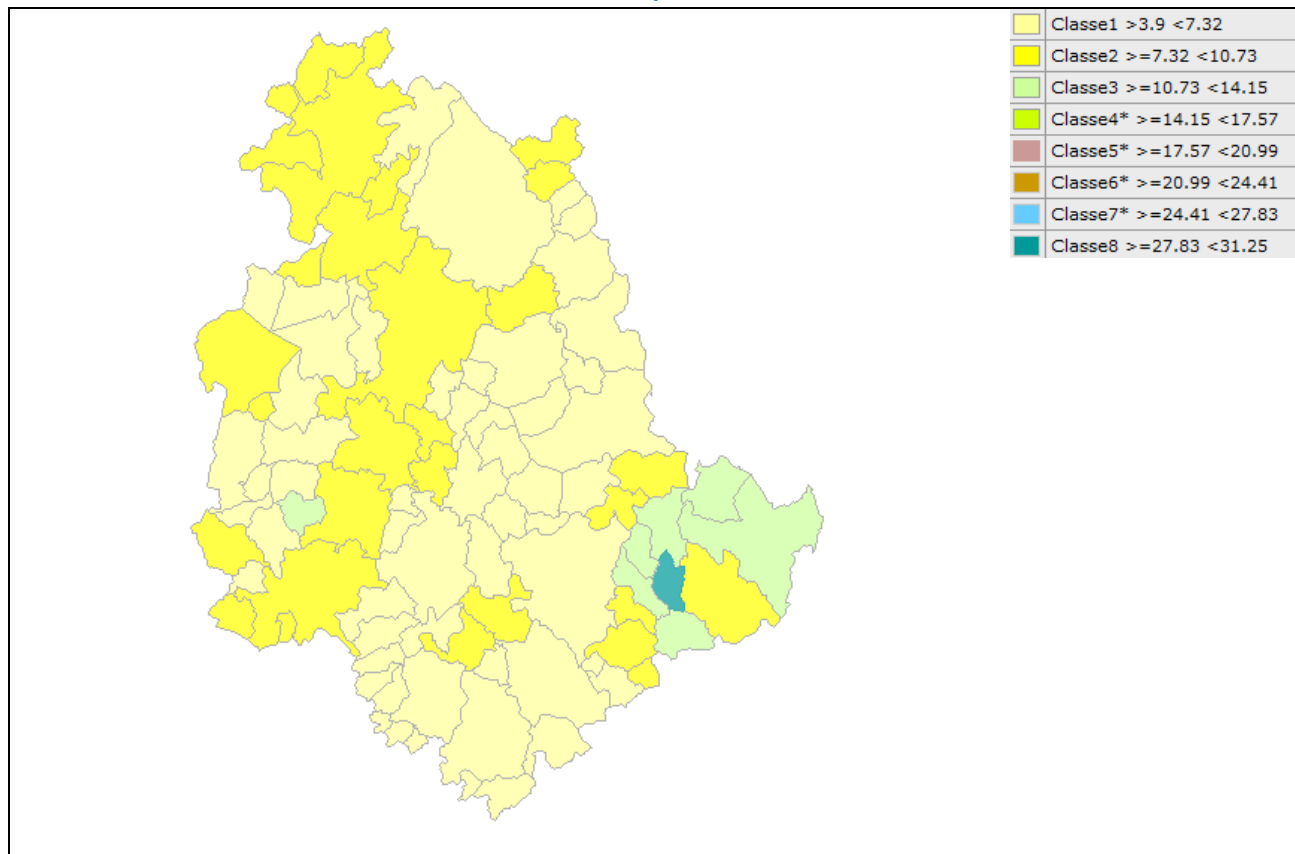 Classe1 >3.9 <7.32
Classe2 >=7.32 <10.73
Classe3 >=10.73 <14.15
Classe4* >=14.15 <17.57
Classe5* >=17.57 <20.99
Classe6* >=20.99 <24.41
Classe7* >=24.41 <27.83
Classe8 >=27.83 <31.25